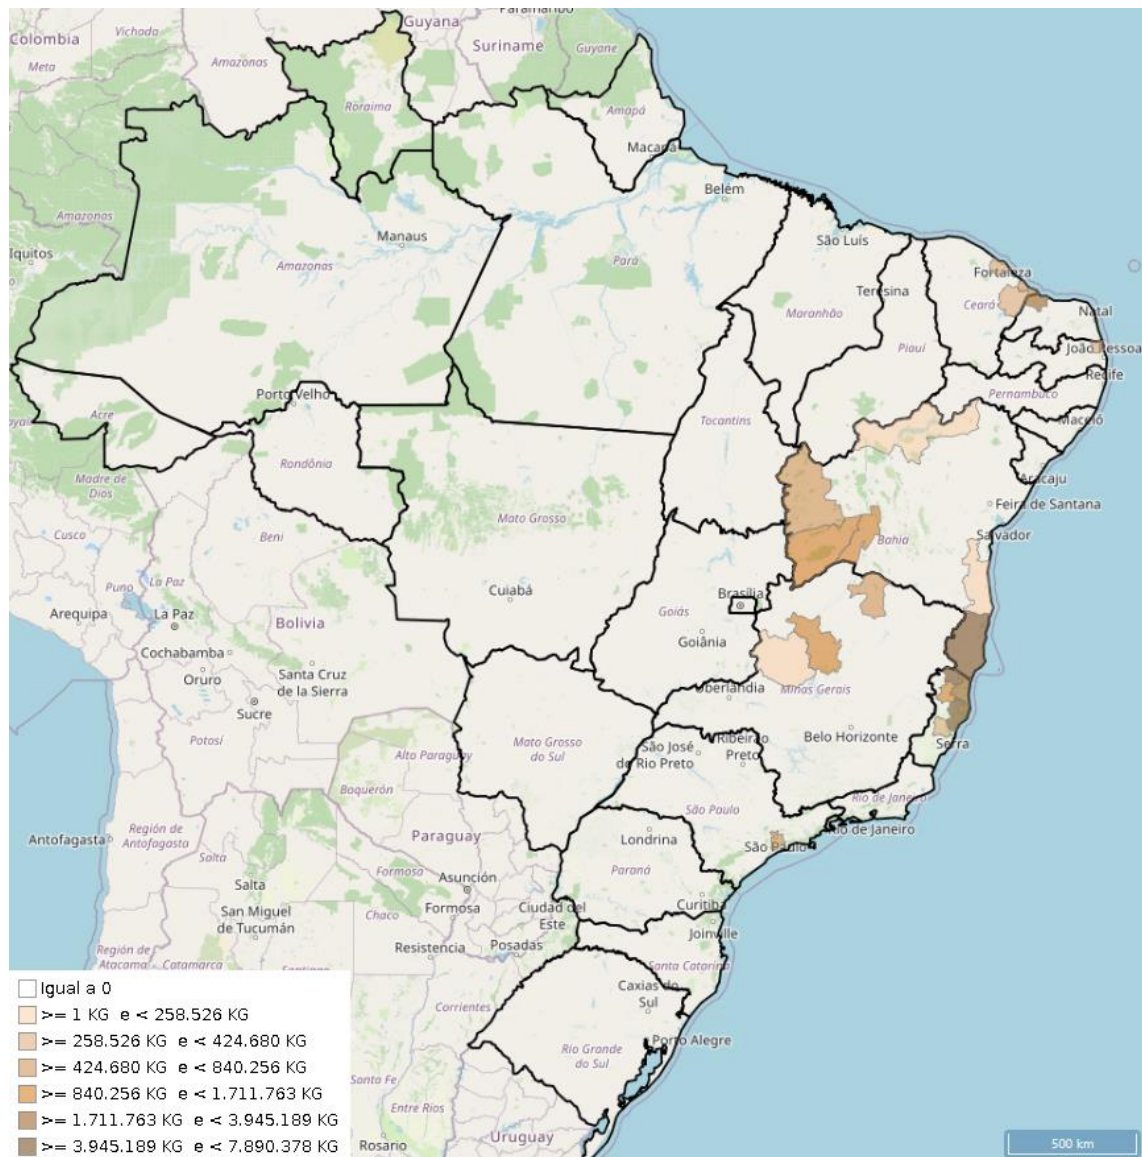 Paramaribo
Colombia
Vichada
Guyana
Meta
Amazonas
Suriname
Guyane
Roraima
Amapá
Macapá
Belém
Amazonas
Iquitos
Manaus
Amazonas
Pará
São Luís
Fortaleza
Teresina
Maranhão
Ceará
Natal
João Pessoa
Piauí
Recife
Porto Velho
Pernambuco
Acre
Maceió
Tocantins
Rondônia
Madre de
Dios
Aracaju
Feira de Santana
Mato Grosso
Salvador
Cusco
Beni
Bahia
Puno
La Paz
Cuiabá
Brasília
Arequipa
La Paz
Goiás
Bolivia
Goiânia
Cochabamba
Oruro
Santa Cruz
de la Sierra
Uberlândia
Minas Gerais
Sucre
Potosí
Mato Grosso
do Sul
São José
do Rio Preto
Ribeirão
Preto
Belo Horizonte
Serra
Alto Paraguay
Boquerón
São Paulo
Rio de Janeiro
Antofagasta
Región de
Antofagasta
Paraguay
Londrina
São Paulo
Rio de Janeiro
Salta
Formosa
Paraná
Salta
Asunción
San Miguel
de Tucumán
Chaco
Formosa
Ciudad del
Este
Curitiba
Joinville
Región de
Atacama
Catamarca
Santiago
Resistencia
Posadas
Santa Catarina
Caxias do
Sul
Corrientes
Porto Alegre
Rio Grande
do Sul
Santa Fe
Entre Rios
Rosario
Uruguay
Igual a 0
>= 1 KG e < 258.526 KG
>= 258.526 KG e < 424.680 KG
>= 424.680 KG e < 840.256 KG
>= 840.256 KG e < 1.711.763 KG
>= 1.711.763 KG e < 3.945.189 KG
>= 3.945.189 KG e < 7.890.378 KG
500 km